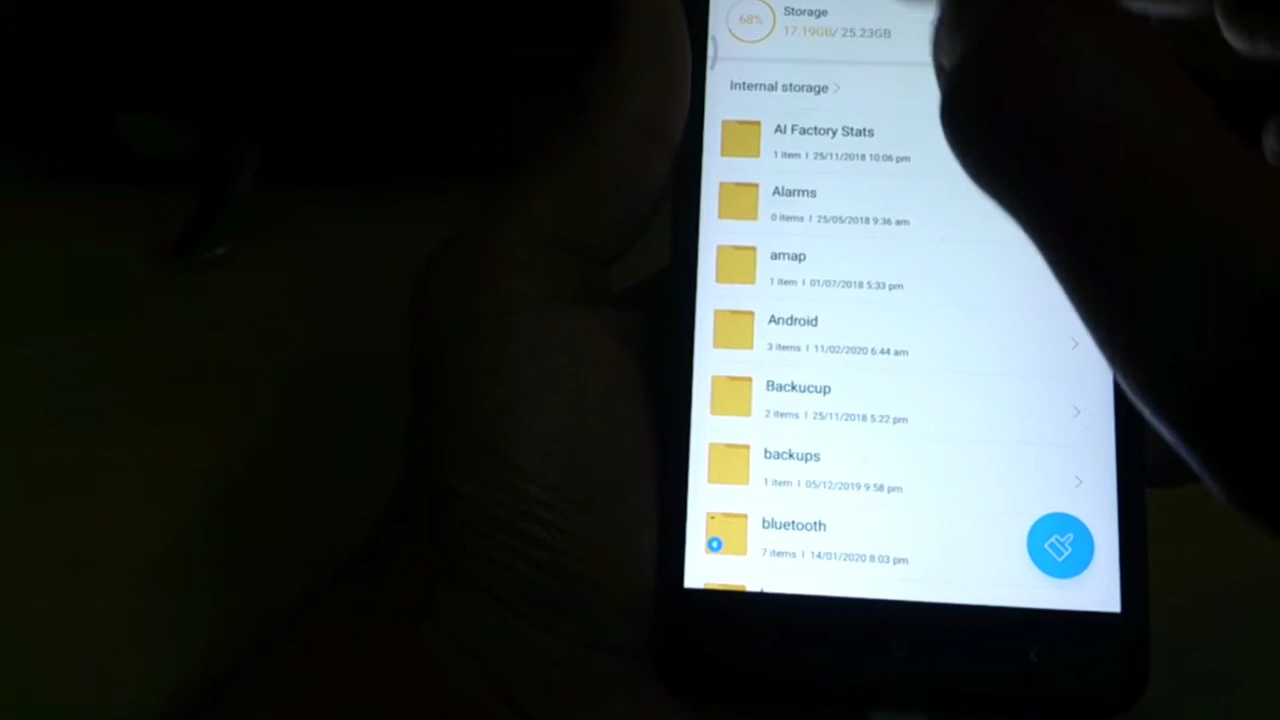 68%
Storage
17.19GB/ 25.23GB
Internal storage >
AI Factory Stats
1 item | 25/11/2018 10:06 pm
Alarms
0 items | 25/05/2018 9:36 am
amap
1 item | 01/07/2018 5:33 pm
Android
3 items | 11/02/2020 6:44 am
Backucup
2 items | 25/11/2018 5:22 pm
backups
1 item | 05/12/2019 9:58 pm
bluetooth
7 items | 14/01/2020 8:03 pm